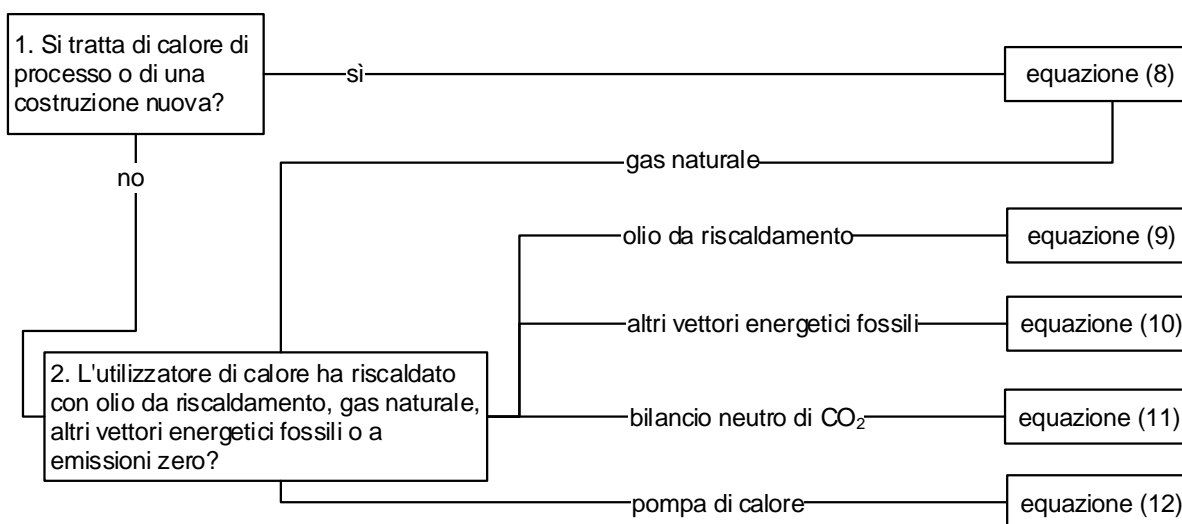 1. Si tratta di calore di
processo o di una
costruzione nuova?
sì
equazione (8)
no
gas naturale
olio da riscaldamento
equazione (9)
altri vettori energetici fossili
equazione (10)
2. L'utilizzatore di calore ha riscaldato
con olio da riscaldamento, gas naturale,
altri vettori energetici fossili o a
emissioni zero?
bilancio neutro di CO₂
equazione (11)
pompa di calore
equazione (12)